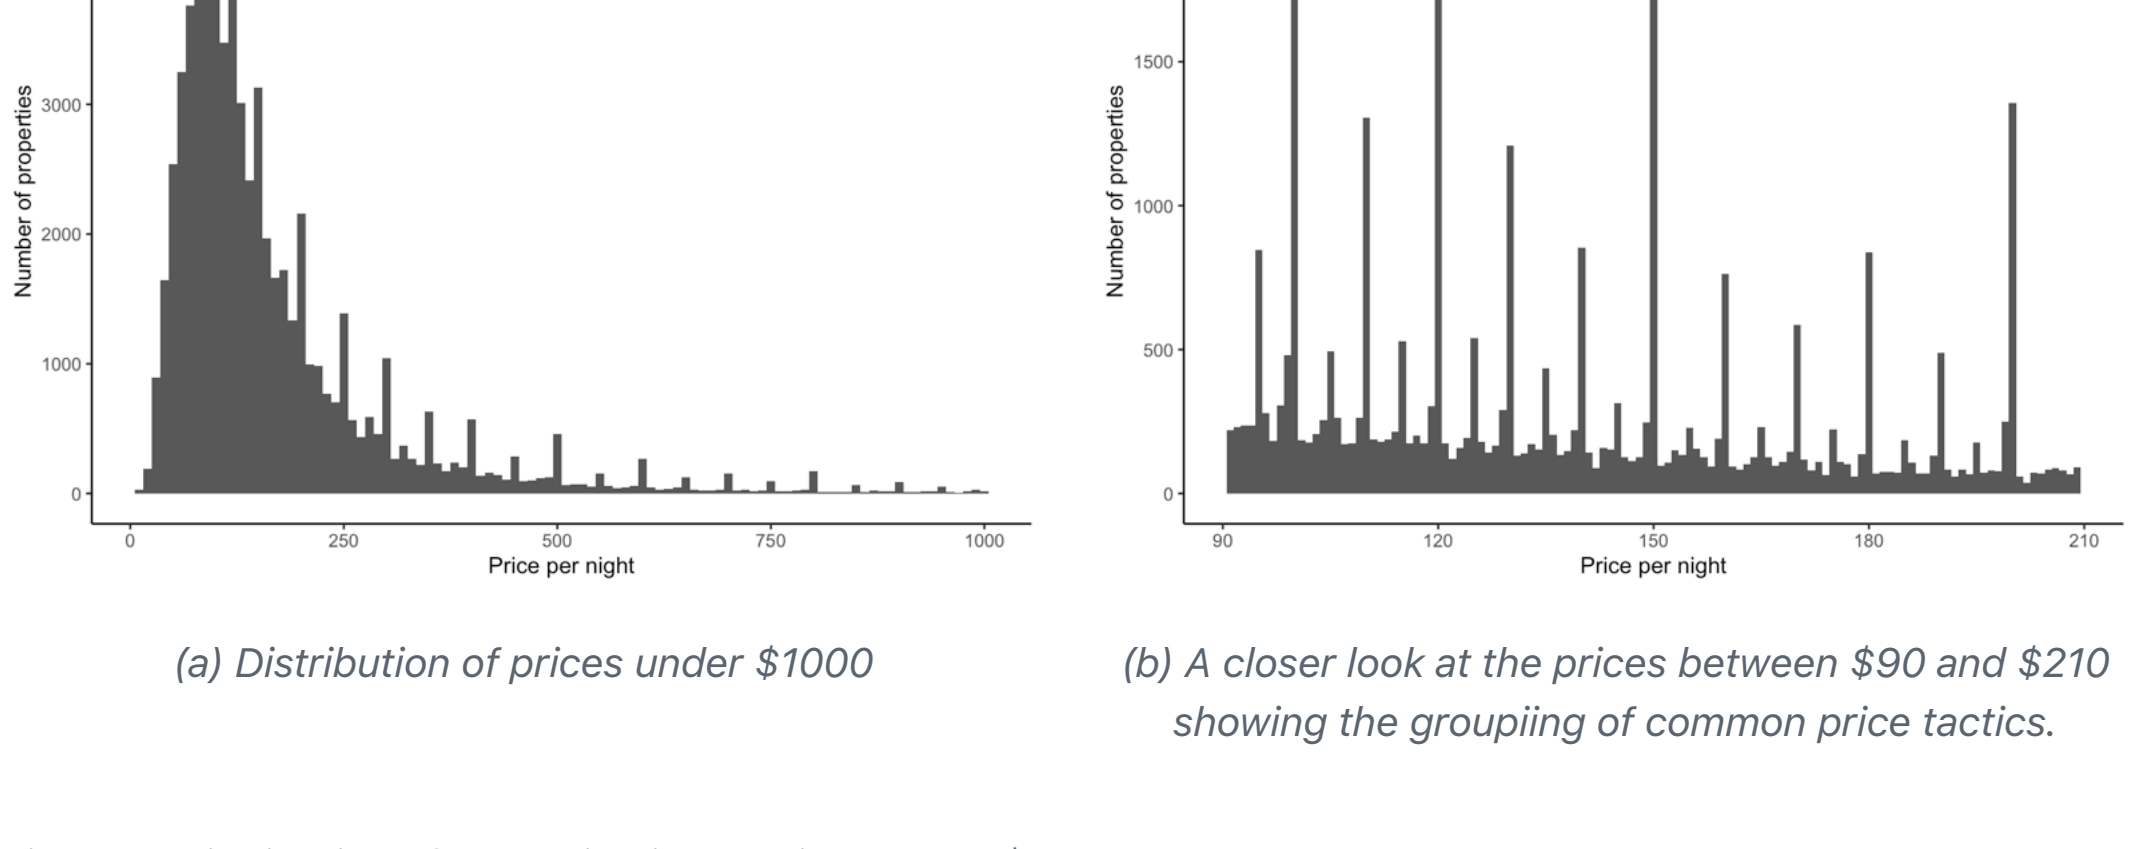 Number of properties
3000
2000
1000
0
0 250 500 750 1000
Price per night
(a) Distribution of prices under $1000
Number of properties
1500
1000
500
0
90 120 150 180 210
Price per night
(b) A closer look at the prices between $90 and $210
showing the groupiing of common price tactics.